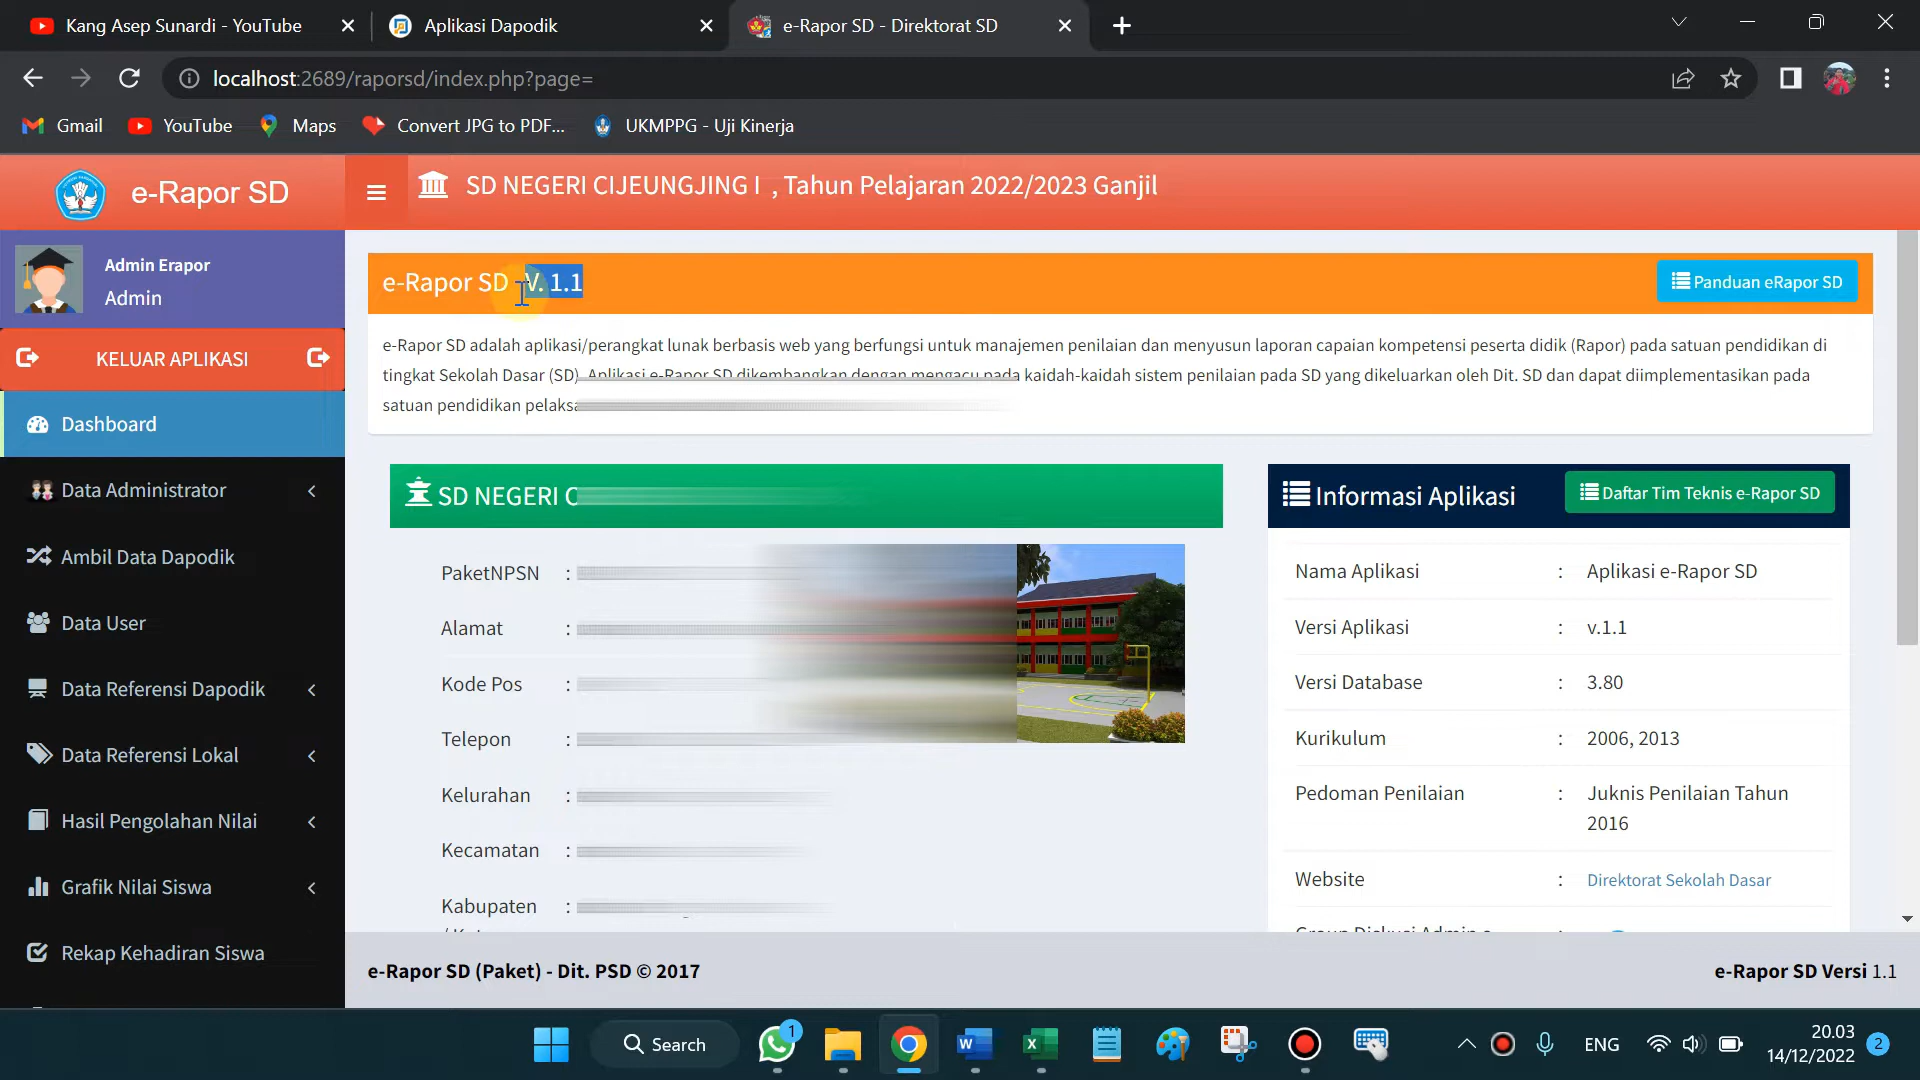 Kang Asep Sunardi - YouTube
Aplikasi Dapodik
e-Rapor SD - Direktorat SD
localhost:2689/raporsd/index.php?page=
Gmail
YouTube
Maps
Convert JPG to PDF...
UKMPPG - Uji Kinerja
e-Rapor SD
SD NEGERI CIJEUNGJING I , Tahun Pelajaran 2022/2023 Ganjil
Admin Erapor
Admin
KELUAR APLIKASI
Dashboard
Data Administrator
Ambil Data Dapodik
Data User
Data Referensi Dapodik
Data Referensi Lokal
Hasil Pengolahan Nilai
Grafik Nilai Siswa
Rekap Kehadiran Siswa
e-Rapor SD V. 1.1
Panduan eRapor SD
e-Rapor SD adalah aplikasi/perangkat lunak berbasis web yang berfungsi untuk manajemen penilaian dan menyusun laporan capaian kompetensi peserta didik (Rapor) pada satuan pendidikan di
tingkat Sekolah Dasar (SD). Aplikasi e-Rapor SD dikembangkan dengan mengacu pada kaidah-kaidah sistem penilaian pada SD yang dikeluarkan oleh Dit. SD dan dapat diimplementasikan pada
satuan pendidikan
SD NEGERI
PaketNPSN :
Alamat :
Kode Pos :
Telepon :
Kelurahan :
Kecamatan :
Kabupaten :
Informasi Aplikasi
Daftar Tim Teknis e-Rapor SD
Nama Aplikasi : Aplikasi e-Rapor SD
Versi Aplikasi : v.1.1
Versi Database : 3.80
Kurikulum : 2006, 2013
Pedoman Penilaian : Juknis Penilaian Tahun
2016
Website : Direktorat Sekolah Dasar
e-Rapor SD (Paket) - Dit. PSD © 2017
e-Rapor SD Versi 1.1
Search
1
ENG
20.03
14/12/2022
2